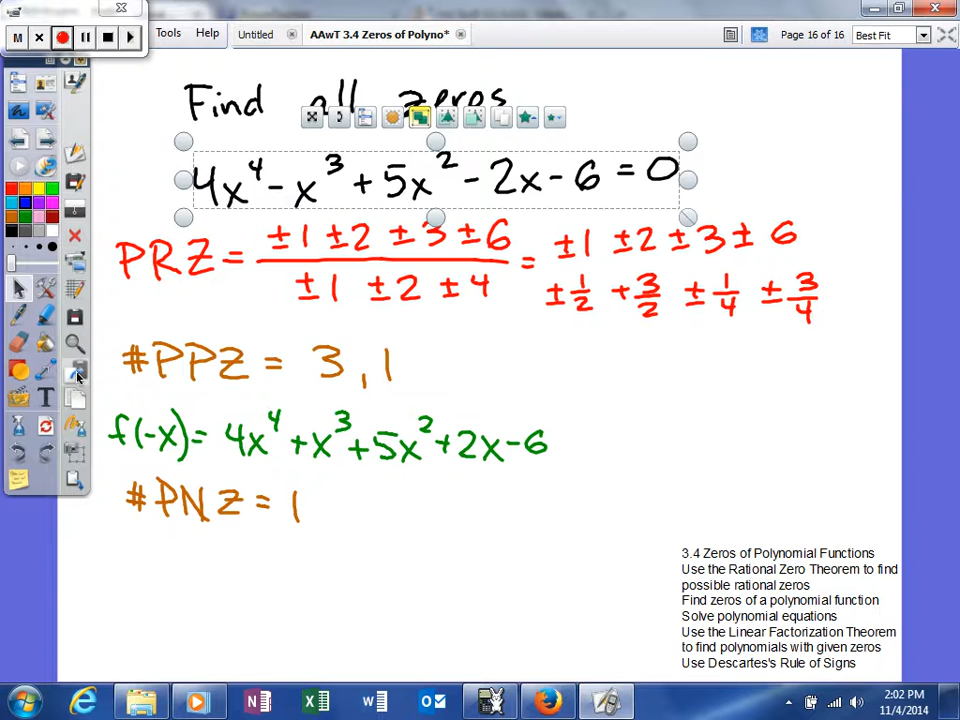 M
Tools Help Untitled AAwT 3.4 Zeros of Polyno* Page 16 of 16 Best Fit
Find all zeros
4x⁴ - x³ + 5x² - 2x - 6 = 0
PRZ = ±1 ±2 ±3 ±6 / ±1 ±2 ±4 = ±1 ±2 ±3 ± 6
±1/2 +3/2 ±1/4 ±3/4
#PPZ = 3, 1
f(-x) = 4x⁴ + x³ + 5x² + 2x - 6
#PNZ = 1
3.4 Zeros of Polynomial Functions
Use the Rational Zero Theorem to find
possible rational zeros
Find zeros of a polynomial function
Solve polynomial equations
Use the Linear Factorization Theorem
to find polynomials with given zeros
Use Descartes's Rule of Signs
2:02 PM
11/4/2014